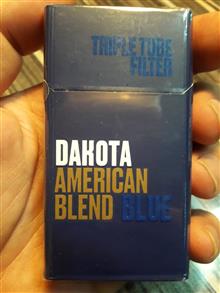 TRIPLE TUBE
FILTER
DAKOTA
AMERICAN
BLEND BLUE